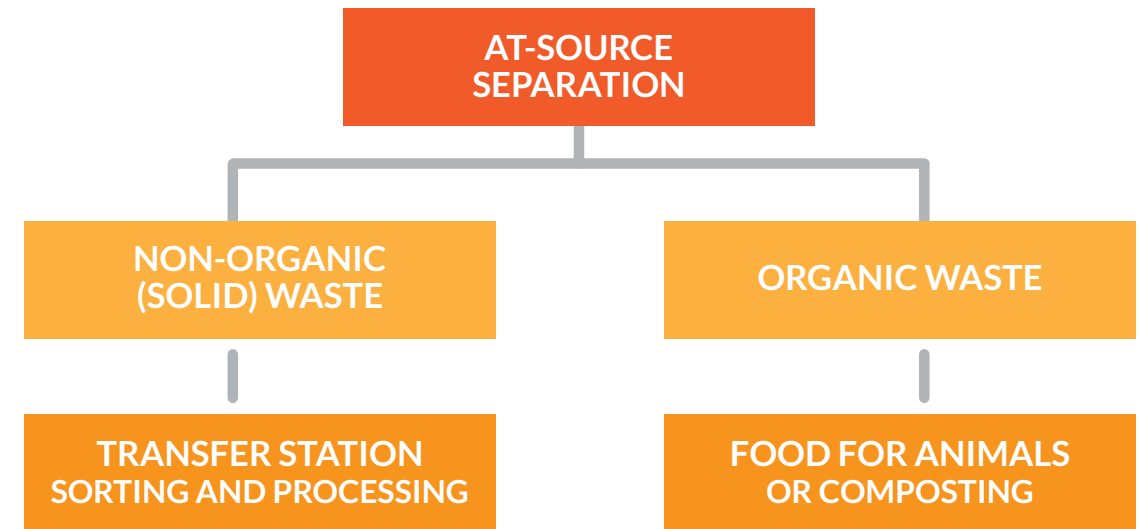 AT-SOURCE
SEPARATION
NON-ORGANIC
(SOLID) WASTE
ORGANIC WASTE
TRANSFER STATION
SORTING AND PROCESSING
FOOD FOR ANIMALS
OR COMPOSTING